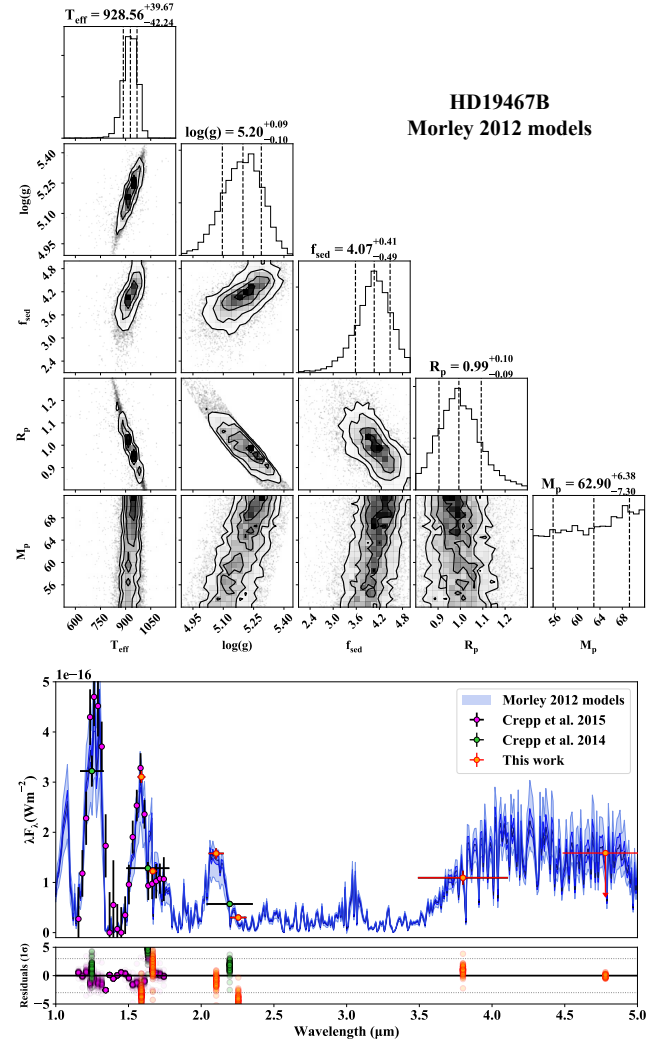 T_eff = 928.56 +39.67 −42.24
HD19467B
Morley 2012 models
log(g) = 5.20 +0.09 −0.10
5.40
5.25
5.10
4.95
log(g)
f_sed = 4.07 +0.41 −0.49
4.8
4.2
3.6
3.0
2.4
f_sed
R_p = 0.99 +0.10 −0.09
1.2
1.1
1.0
0.9
R_p
M_p = 62.90 +6.38 −7.30
68
64
60
56
M_p
600 750 900 1050 4.95 5.10 5.25 5.40 2.4 3.0 3.6 4.2 4.8 0.9 1.0 1.1 1.2 56 60 64 68
T_eff log(g) f_sed R_p M_p
1e−16
5
4
3
2
1
0
λF_λ(Wm⁻²)
Morley 2012 models
Crepp et al. 2015
Crepp et al. 2014
This work
5
0
−5
Residuals (1σ)
1.0 1.5 2.0 2.5 3.0 3.5 4.0 4.5 5.0
Wavelength (μm)